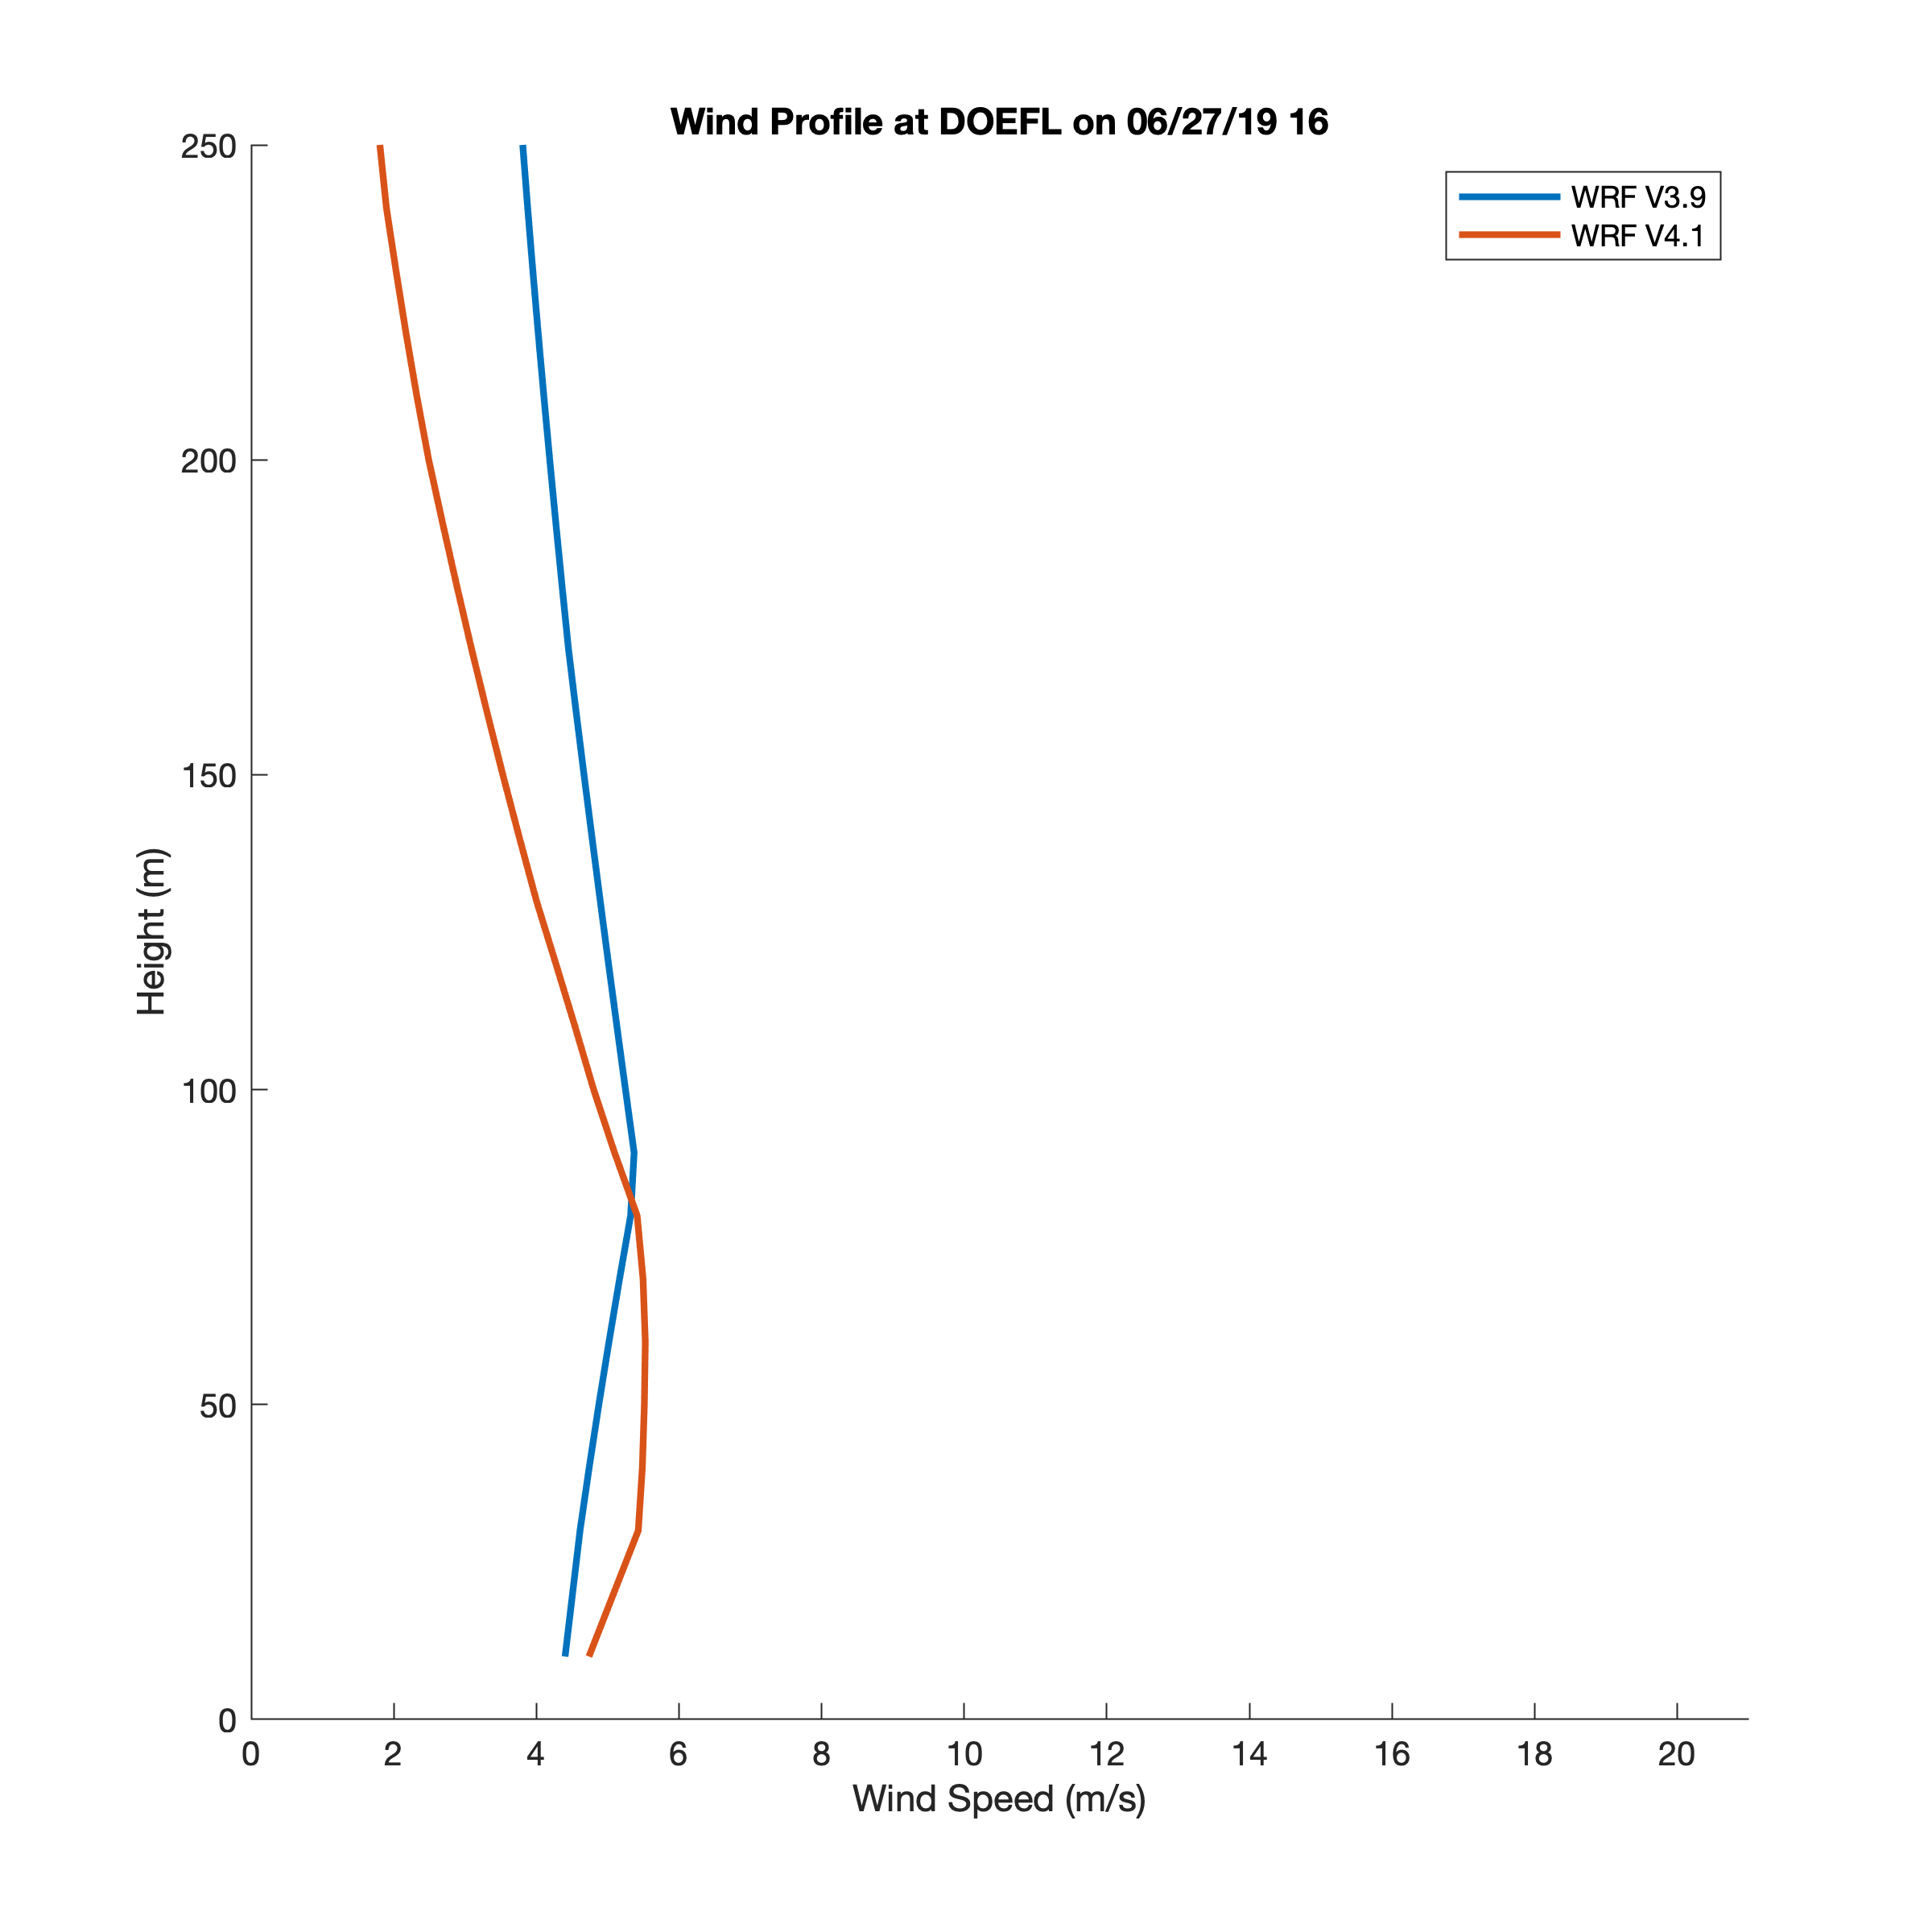 Wind Profile at DOEFL on 06/27/19 16
WRF V3.9
WRF V4.1
250
200
150
100
50
0
Height (m)
0 2 4 6 8 10 12 14 16 18 20
Wind Speed (m/s)